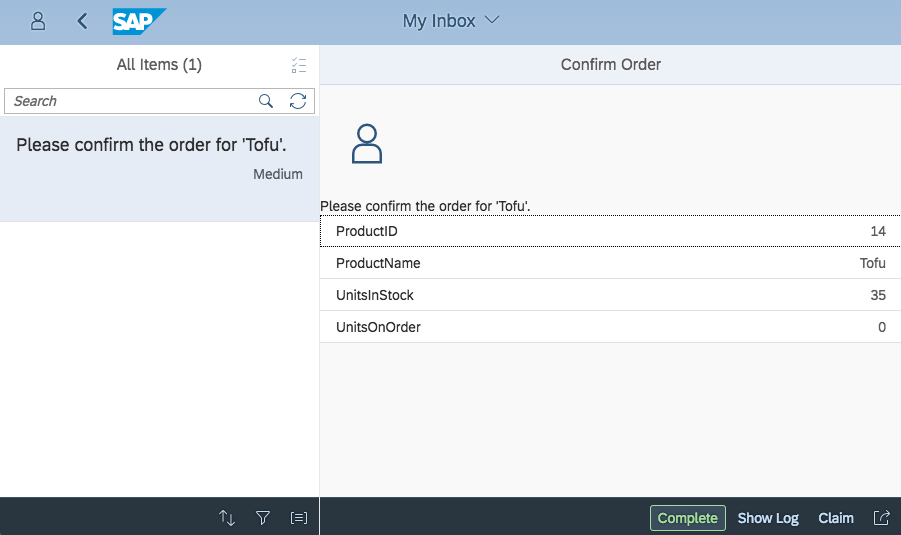 SAP
My Inbox
All Items (1)
Confirm Order
Search
Please confirm the order for 'Tofu'.
Medium
Please confirm the order for 'Tofu'.
ProductID 14
ProductName Tofu
UnitsInStock 35
UnitsOnOrder 0
Complete Show Log Claim